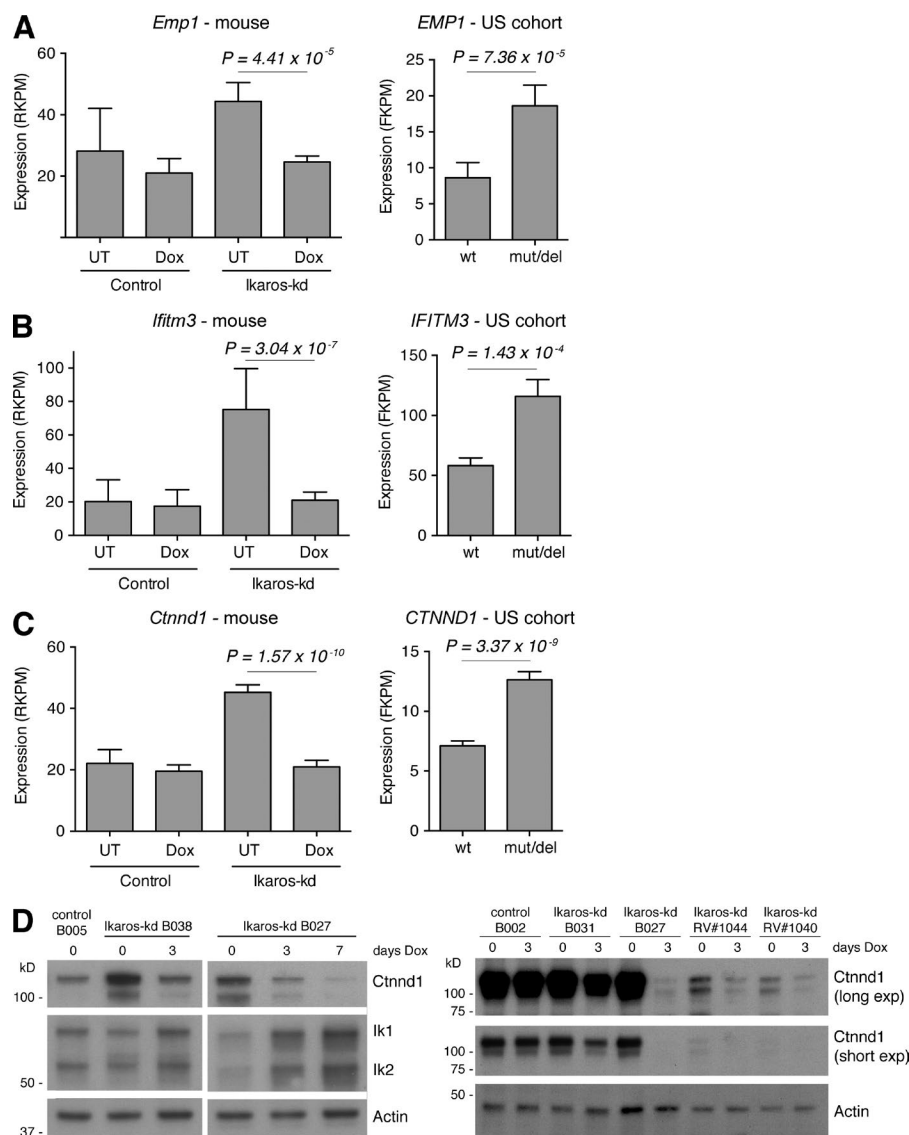 A
Emp1 - mouse
EMP1 - US cohort
P = 4.41 x 10 -5
P = 7.36 x 10 -5
Expression (RKPM)
60
40
20
UT Dox UT Dox
Control Ikaros-kd
Expression (FKPM)
25
20
15
10
5
0
wt mut/del
B
Ifitm3 - mouse
IFITM3 - US cohort
P = 3.04 x 10 -7
P = 1.43 x 10 -4
Expression (RKPM)
100
80
60
40
20
0
UT Dox UT Dox
Control Ikaros-kd
Expression (FKPM)
150
100
50
0
wt mut/del
C
Ctnnd1 - mouse
CTNND1 - US cohort
P = 1.57 x 10 -10
P = 3.37 x 10 -9
Expression (RKPM)
60
40
20
0
UT Dox UT Dox
Control Ikaros-kd
Expression (FKPM)
15
10
5
0
wt mut/del
D
control
B005 Ikaros-kd B038 Ikaros-kd B027
0 0 3 0 3 7 days Dox
kD
100 -
Ctnnd1
Ik1
Ik2
50 -
Actin
37 -
control
B002
Ikaros-kd
B031
Ikaros-kd
B027
Ikaros-kd
RV#1044
Ikaros-kd
RV#1040
0 3 0 3 0 3 0 3 0 3 days Dox
kD
100 -
75 -
Ctnnd1
(long exp)
100 -
75 -
Ctnnd1
(short exp)
50 -
Actin